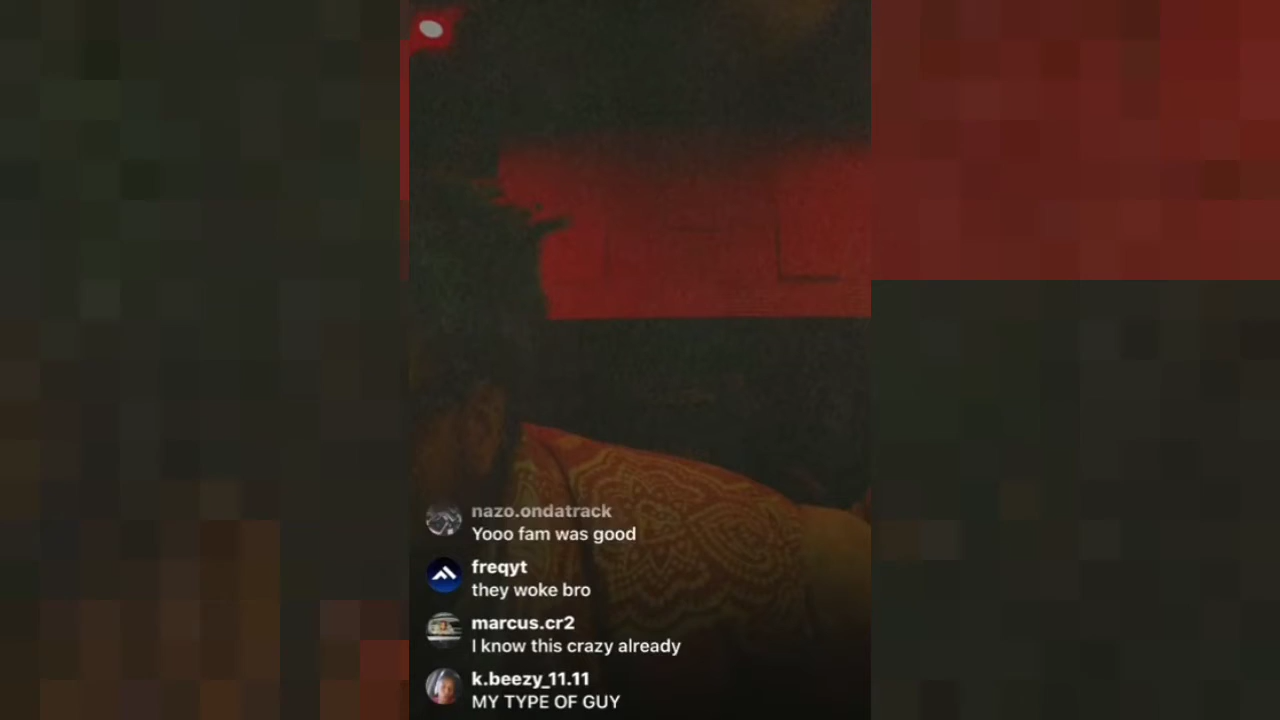 nazo.ondatrack
Yooo fam was good
freqyt
they woke bro
marcus.cr2
I know this crazy already
k.beezy_11.11
MY TYPE OF GUY